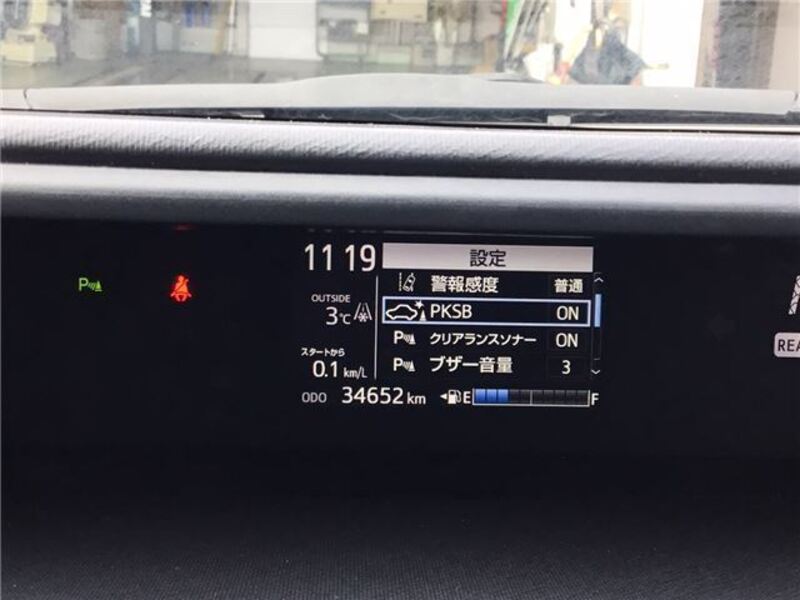 11:19 設定
警報感度 普通
OUTSIDE
3℃
PKSB ON
P クリアランスソナー ON
スタートから
0.1 km/L
P ブザー音量 3
ODO 34652 km E F
P
REA